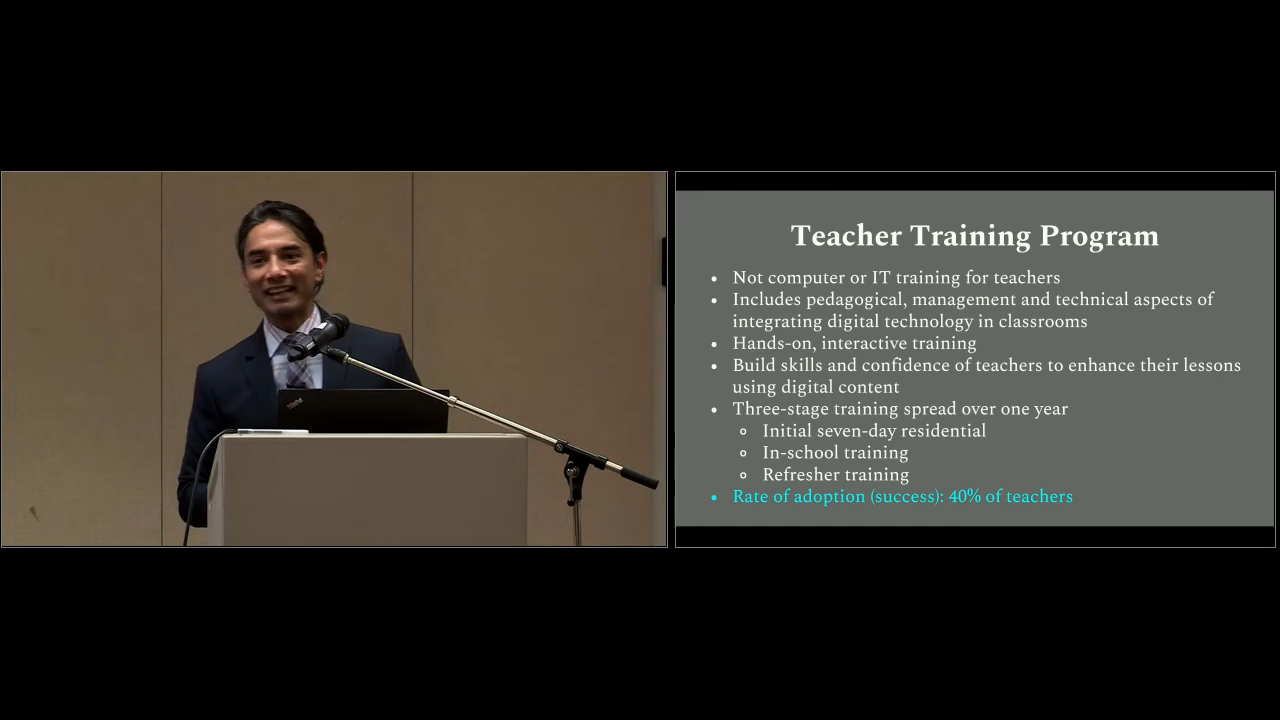 ThinkPad
Teacher Training Program
• Not computer or IT training for teachers
• Includes pedagogical, management and technical aspects of
integrating digital technology in classrooms
• Hands-on, interactive training
• Build skills and confidence of teachers to enhance their lessons
using digital content
• Three-stage training spread over one year
◦ Initial seven-day residential
◦ In-school training
◦ Refresher training
• Rate of adoption (success): 40% of teachers